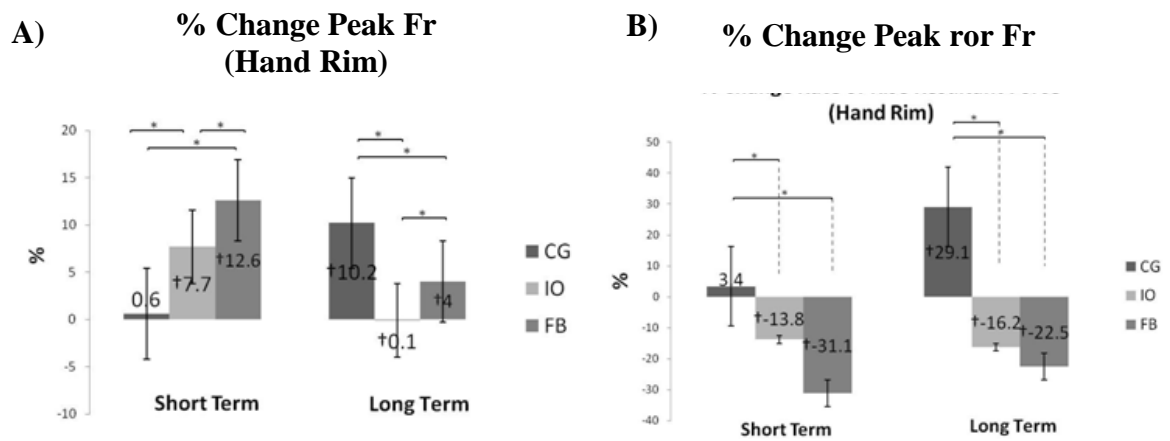 A)
% Change Peak Fr
(Hand Rim)
%
20
15
10
5
0
-5
-10
*
*
*
*
*
*
0.6
†7.7
†12.6
†10.2
†0.1
†4
Short Term
Long Term
CG
IO
FB
B)
% Change Peak ror Fr
(Hand Rim)
%
50
40
30
20
10
0
-10
-20
-30
-40
*
*
*
*
3.4
†-13.8
†-31.1
†29.1
†-16.2
†-22.5
Short Term
Long Term
CG
IO
FB